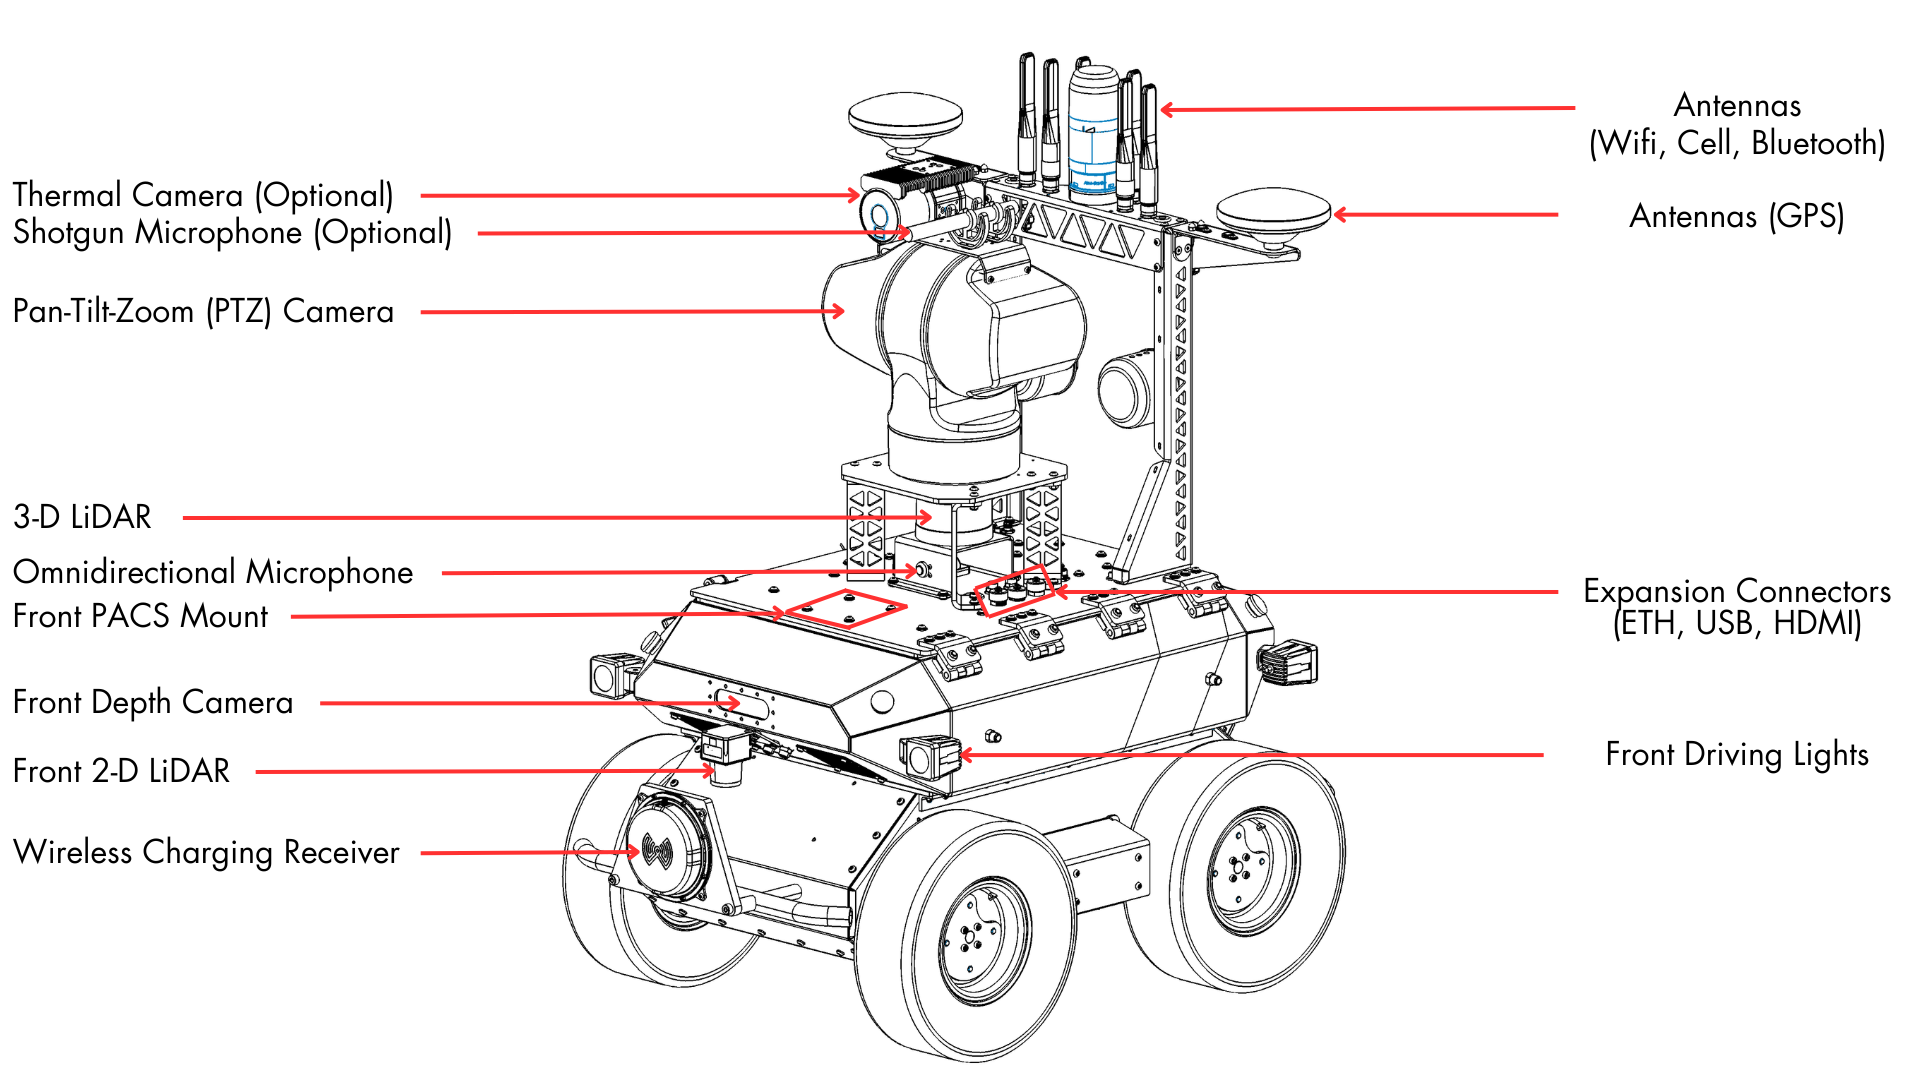 Thermal Camera (Optional)
Shotgun Microphone (Optional)
Pan-Tilt-Zoom (PTZ) Camera
3-D LiDAR
Omnidirectional Microphone
Front PACS Mount
Front Depth Camera
Front 2-D LiDAR
Wireless Charging Receiver
Antennas
(Wifi, Cell, Bluetooth)
Antennas (GPS)
Expansion Connectors
(ETH, USB, HDMI)
Front Driving Lights